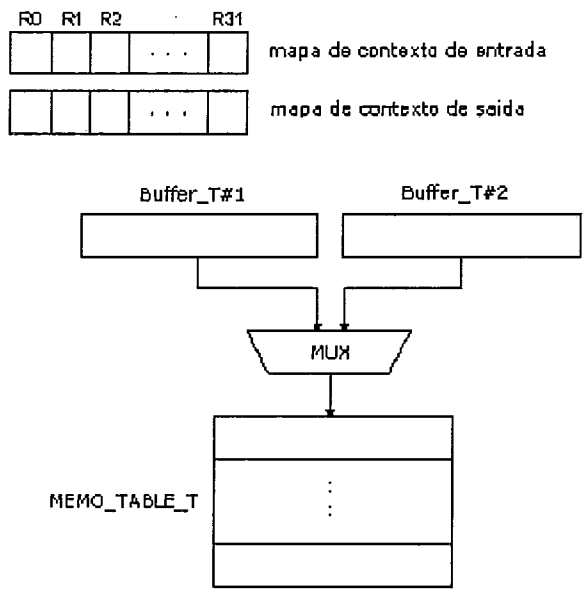 R0 R1 R2 . R31
. . . mapa de contexto de entrada
. . . mapa de contexto de saida
Buffer_T#1 Buffer_T#2
MUX
MEMO_TABLE_T